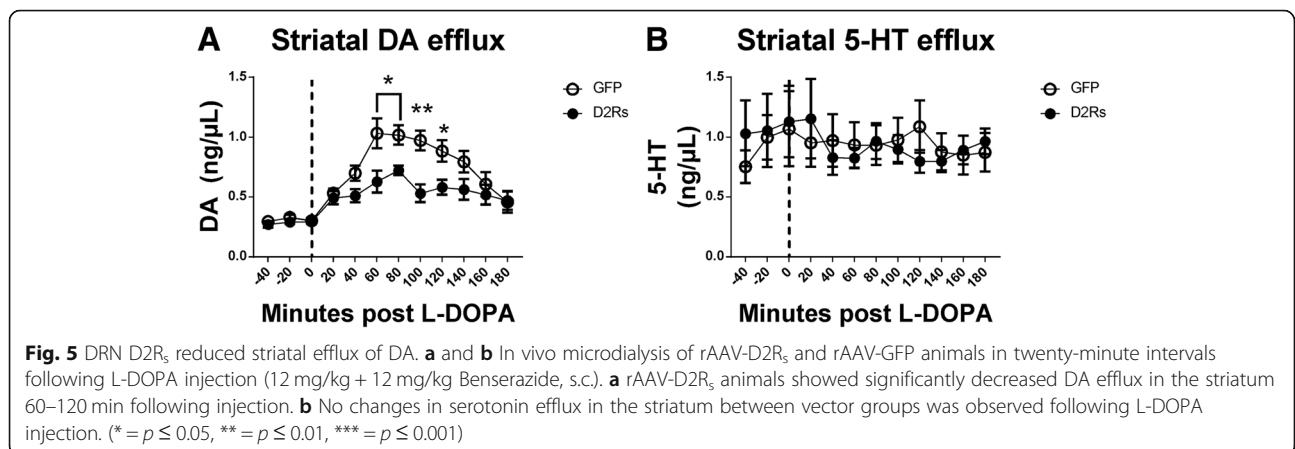 A Striatal DA efflux
B Striatal 5-HT efflux
*
**
*
GFP
D2Rs
DA (ng/µL)
1.5
1.0
0.5
0.0
-40 -20 0 20 40 60 80 100 120 140 160 180
Minutes post L-DOPA
GFP
D2Rs
5-HT
(ng/µL)
1.5
1.0
0.5
0.0
-40 -20 0 20 40 60 80 100 120 140 160 180
Minutes post L-DOPA
Fig. 5 DRN D2Rs reduced striatal efflux of DA. a and b In vivo microdialysis of rAAV-D2Rs and rAAV-GFP animals in twenty-minute intervals
following L-DOPA injection (12 mg/kg + 12 mg/kg Benserazide, s.c.). a rAAV-D2Rs animals showed significantly decreased DA efflux in the striatum
60–120 min following injection. b No changes in serotonin efflux in the striatum between vector groups was observed following L-DOPA
injection. (* = p ≤ 0.05, ** = p ≤ 0.01, *** = p ≤ 0.001)